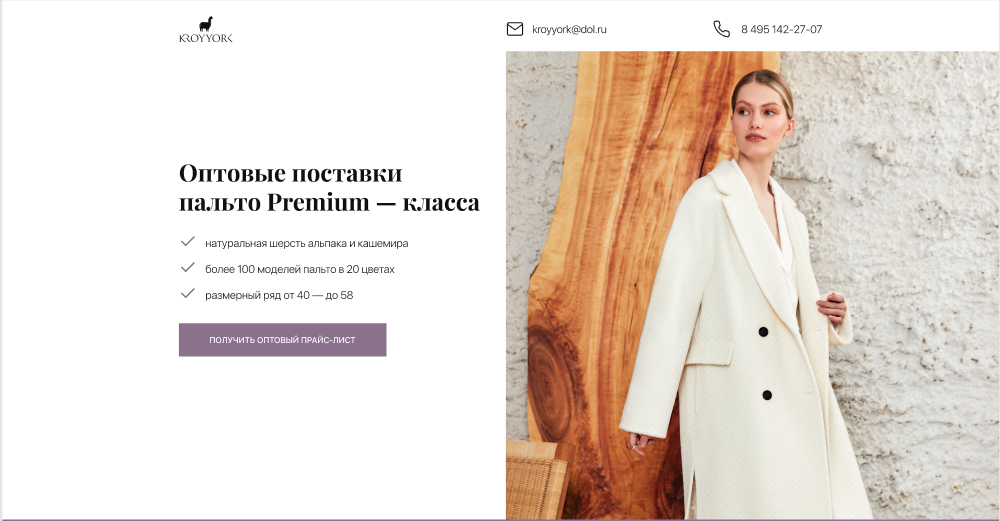 KROYYORK
kroyyork@dol.ru
8 495 142-27-07
Оптовые поставки
пальто Premium — класса
натуральная шерсть альпака и кашемира
более 100 моделей пальто в 20 цветах
размерный ряд от 40 — до 58
ПОЛУЧИТЬ ОПТОВЫЙ ПРАЙС-ЛИСТ